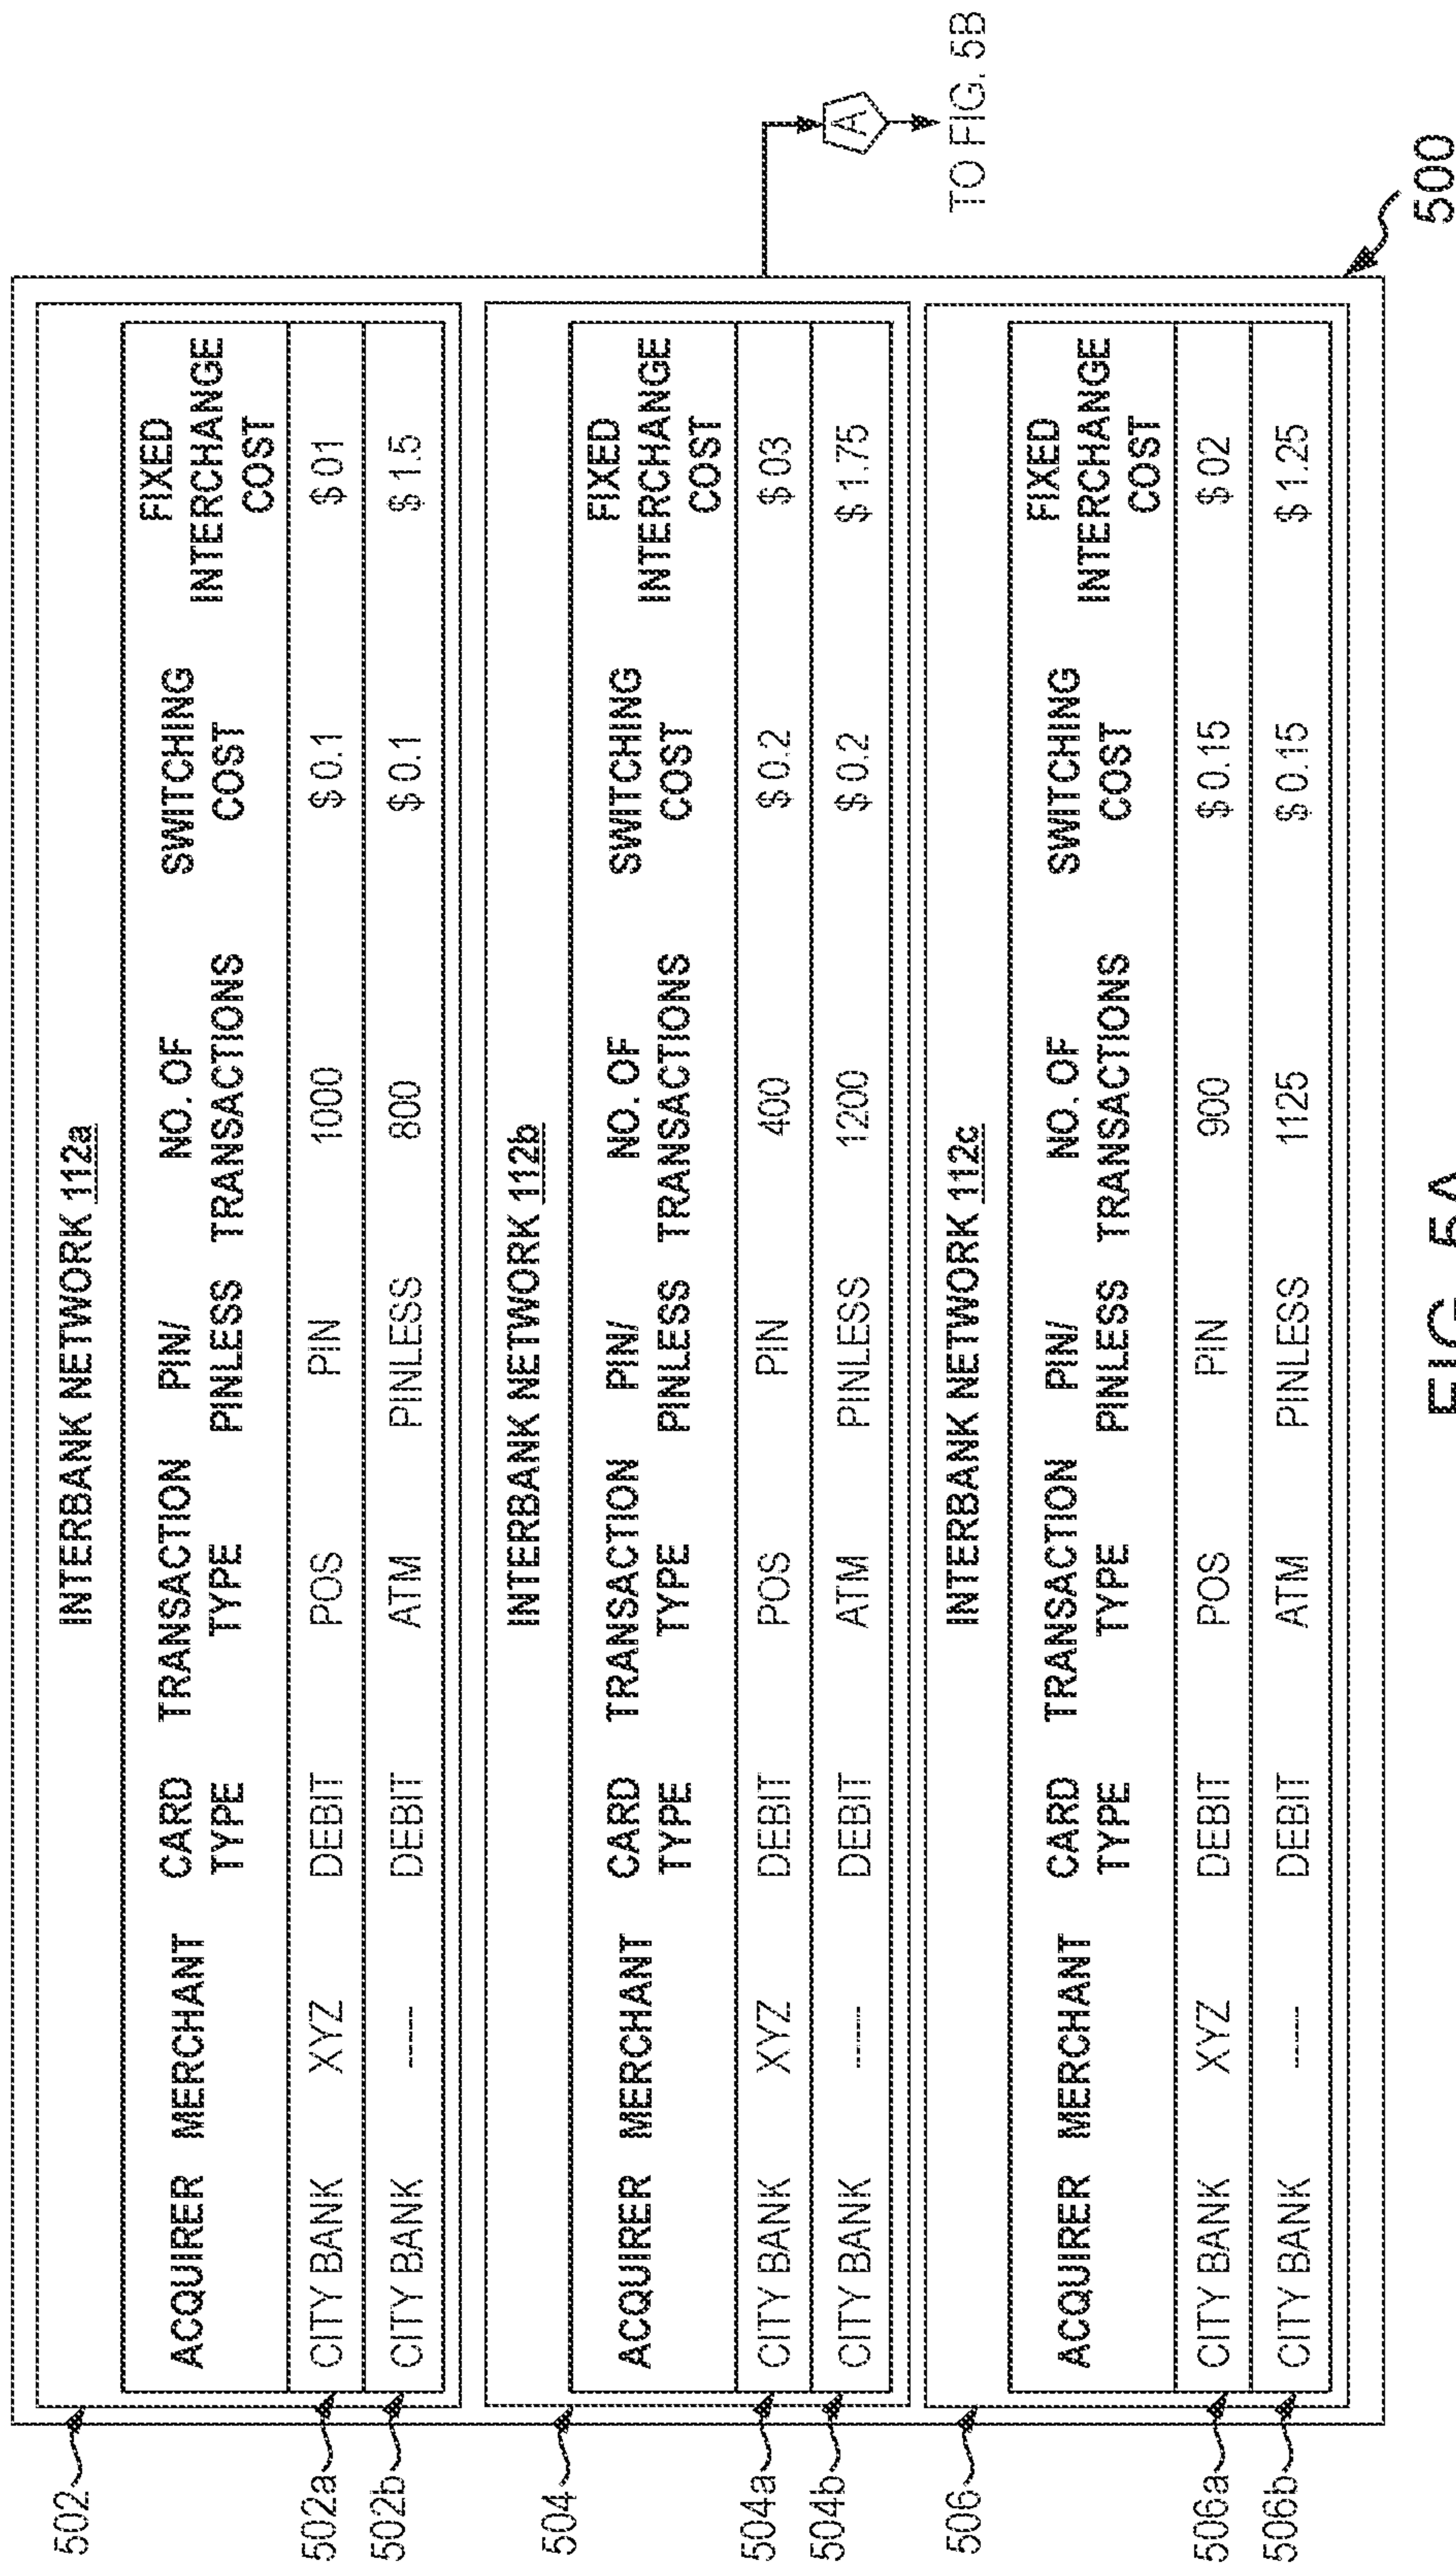 502
INTERBANK NETWORK 112a
ACQUIRER MERCHANT CARD TYPE TRANSACTION TYPE PIN/ PINLESS NO. OF TRANSACTIONS SWITCHING COST FIXED INTERCHANGE COST
502a CITY BANK XYZ DEBIT POS PIN 1000 $ 0.1 $ 01
502b CITY BANK ----- DEBIT ATM PINLESS 800 $ 0.1 $ 1.5
504
INTERBANK NETWORK 112b
ACQUIRER MERCHANT CARD TYPE TRANSACTION TYPE PIN/ PINLESS NO. OF TRANSACTIONS SWITCHING COST FIXED INTERCHANGE COST
504a CITY BANK XYZ DEBIT POS PIN 400 $ 0.2 $ 03
504b CITY BANK ----- DEBIT ATM PINLESS 1200 $ 0.2 $ 1.75
A
TO FIG. 5B
506
INTERBANK NETWORK 112c
ACQUIRER MERCHANT CARD TYPE TRANSACTION TYPE PIN/ PINLESS NO. OF TRANSACTIONS SWITCHING COST FIXED INTERCHANGE COST
506a CITY BANK XYZ DEBIT POS PIN 900 $ 0.15 $ 02
506b CITY BANK ----- DEBIT ATM PINLESS 1125 $ 0.15 $ 1.25
500
FIG. 5A